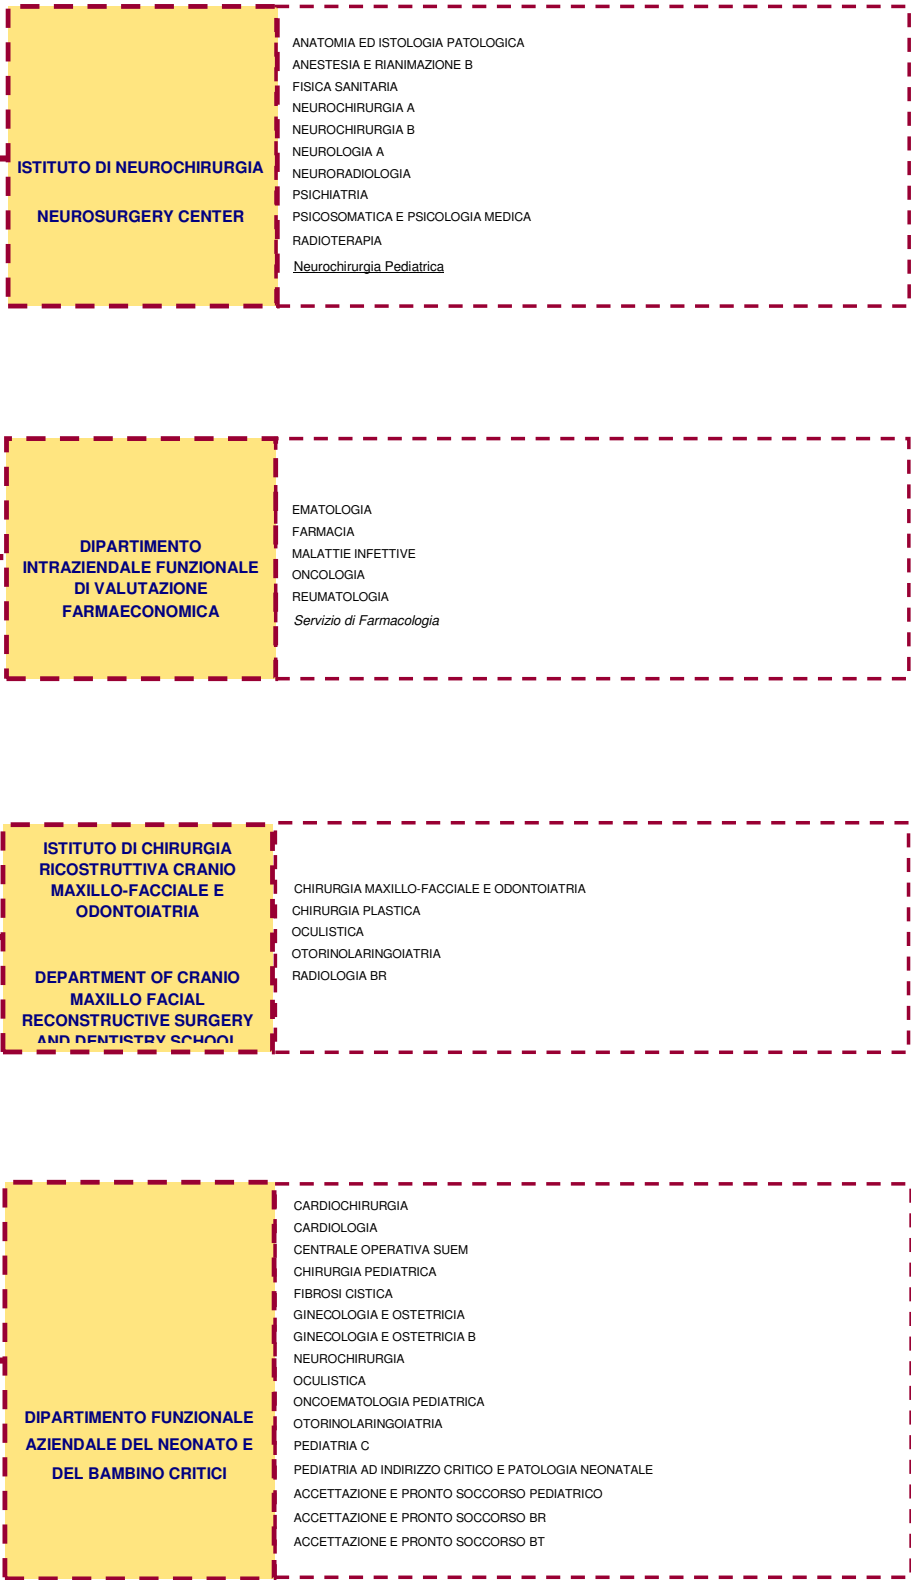 ISTITUTO DI NEUROCHIRURGIA
NEUROSURGERY CENTER
ANATOMIA ED ISTOLOGIA PATOLOGICA
ANESTESIA E RIANIMAZIONE B
FISICA SANITARIA
NEUROCHIRURGIA A
NEUROCHIRURGIA B
NEUROLOGIA A
NEURORADIOLOGIA
PSICHIATRIA
PSICOSOMATICA E PSICOLOGIA MEDICA
RADIOTERAPIA
Neurochirurgia Pediatrica
DIPARTIMENTO
INTRAZIENDALE FUNZIONALE
DI VALUTAZIONE
FARMAECONOMICA
EMATOLOGIA
FARMACIA
MALATTIE INFETTIVE
ONCOLOGIA
REUMATOLOGIA
Servizio di Farmacologia
ISTITUTO DI CHIRURGIA
RICOSTRUTTIVA CRANIO
MAXILLO-FACCIALE E
ODONTOIATRIA
DEPARTMENT OF CRANIO
MAXILLO FACIAL
RECONSTRUCTIVE SURGERY
AND DENTISTRY SCHOOL
CHIRURGIA MAXILLO-FACCIALE E ODONTOIATRIA
CHIRURGIA PLASTICA
OCULISTICA
OTORINOLARINGOIATRIA
RADIOLOGIA BR
DIPARTIMENTO FUNZIONALE
AZIENDALE DEL NEONATO E
DEL BAMBINO CRITICI
CARDIOCHIRURGIA
CARDIOLOGIA
CENTRALE OPERATIVA SUEM
CHIRURGIA PEDIATRICA
FIBROSI CISTICA
GINECOLOGIA E OSTETRICIA
GINECOLOGIA E OSTETRICIA B
NEUROCHIRURGIA
OCULISTICA
ONCOEMATOLOGIA PEDIATRICA
OTORINOLARINGOIATRIA
PEDIATRIA C
PEDIATRIA AD INDIRIZZO CRITICO E PATOLOGIA NEONATALE
ACCETTAZIONE E PRONTO SOCCORSO PEDIATRICO
ACCETTAZIONE E PRONTO SOCCORSO BR
ACCETTAZIONE E PRONTO SOCCORSO BT